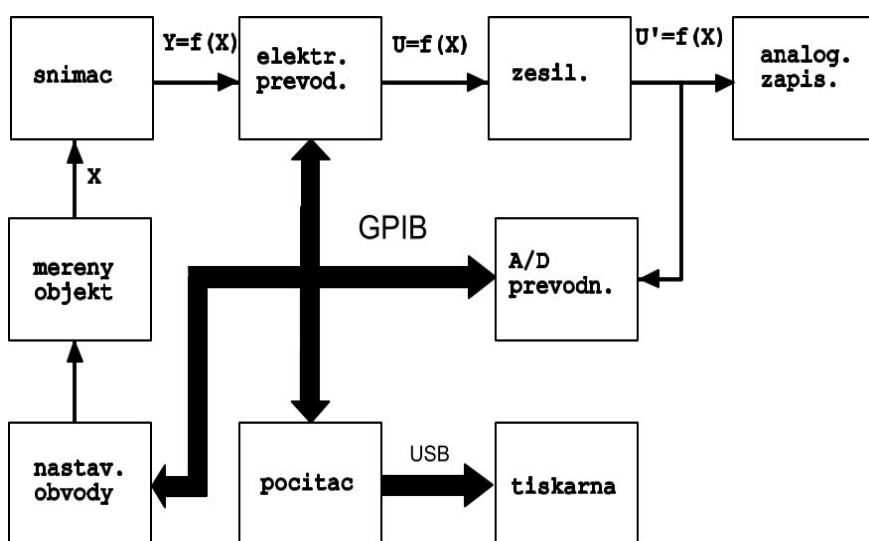 snimac
Y=f(X)
elektr.
prevod.
U=f(X)
zesil.
U'=f(X)
analog.
zapis.
X
mereny
objekt
GPIB
A/D
prevodn.
nastav.
obvody
pocitac
USB
tiskarna